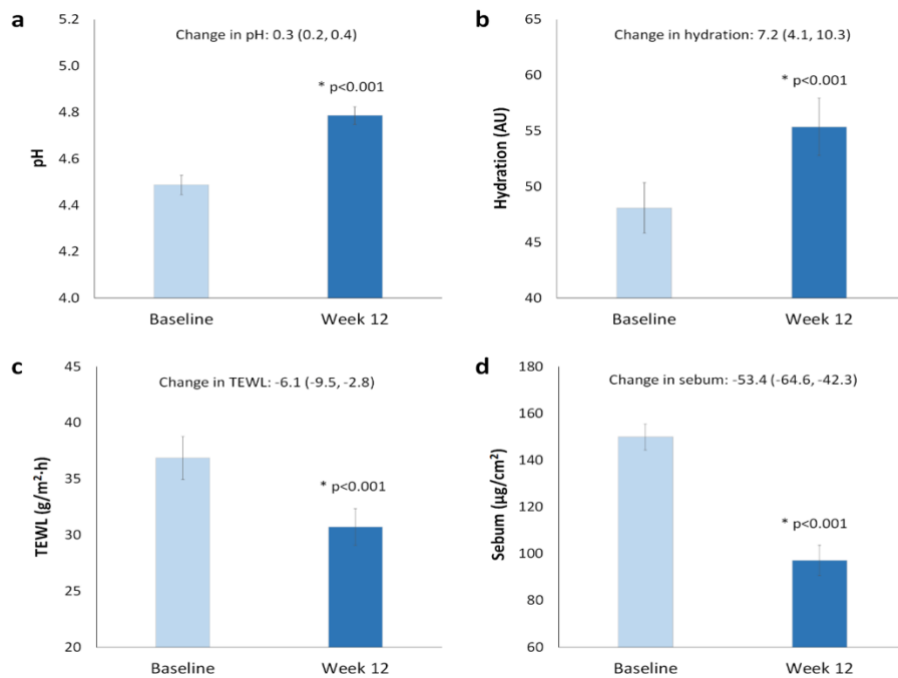 a
Change in pH: 0.3 (0.2, 0.4)
* p<0.001
pH
5.2
5.0
4.8
4.6
4.4
4.2
4.0
Baseline
Week 12
b
Change in hydration: 7.2 (4.1, 10.3)
* p<0.001
Hydration (AU)
65
60
55
50
45
40
Baseline
Week 12
c
Change in TEWL: -6.1 (-9.5, -2.8)
* p<0.001
TEWL (g/m²·h)
45
40
35
30
25
20
Baseline
Week 12
d
Change in sebum: -53.4 (-64.6, -42.3)
* p<0.001
Sebum (µg/cm²)
180
160
140
120
100
80
60
Baseline
Week 12